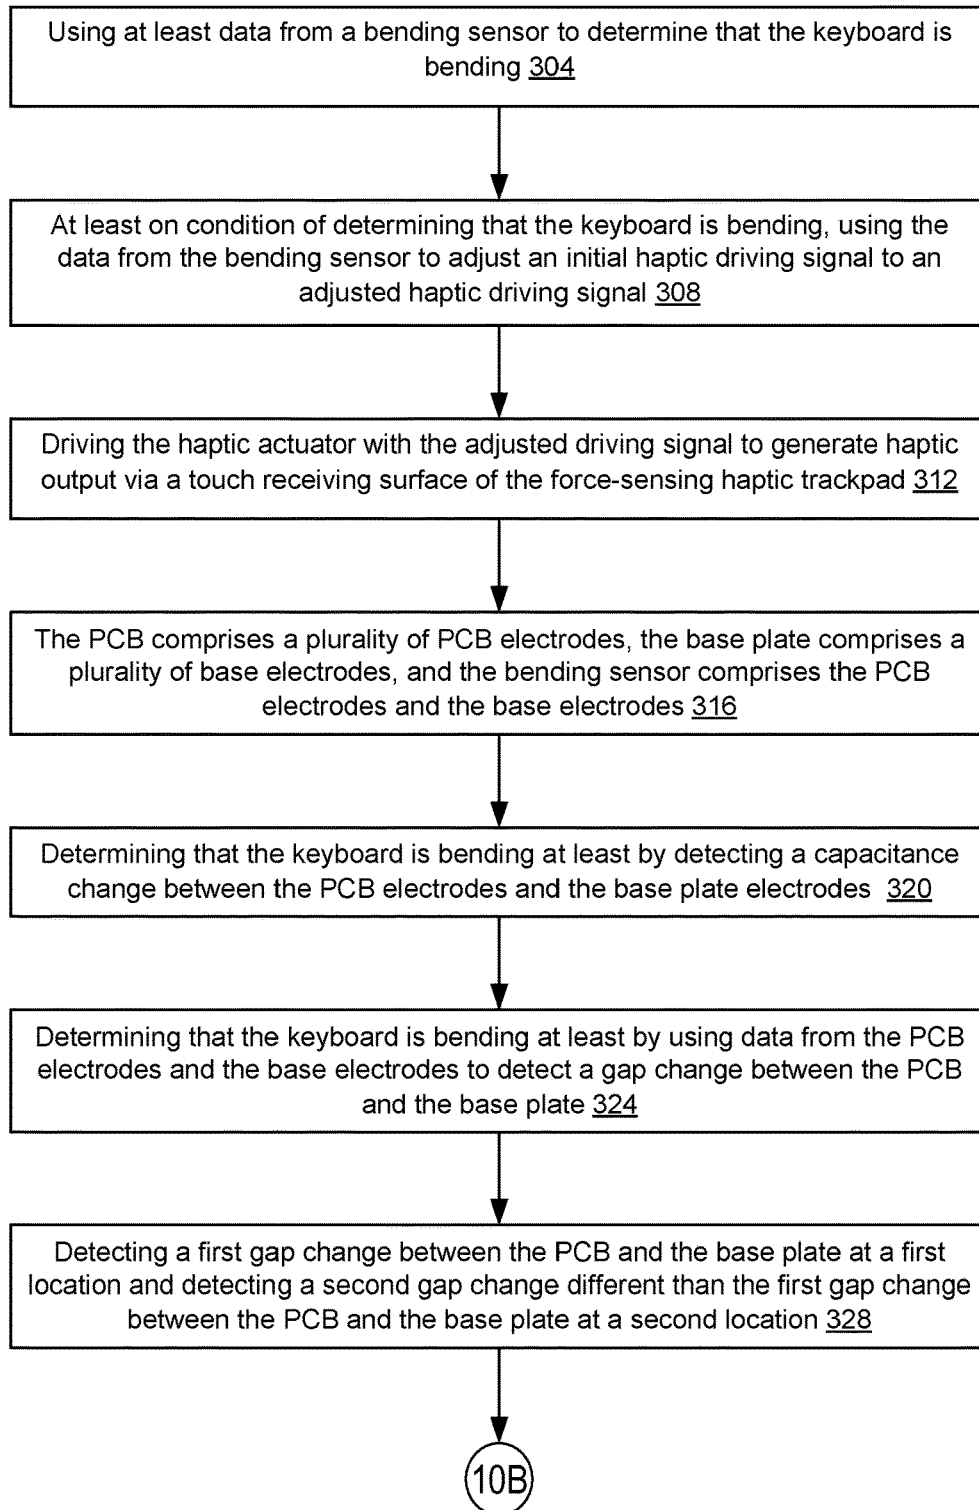 Using at least data from a bending sensor to determine that the keyboard is
bending 304
At least on condition of determining that the keyboard is bending, using the
data from the bending sensor to adjust an initial haptic driving signal to an
adjusted haptic driving signal 308
Driving the haptic actuator with the adjusted driving signal to generate haptic
output via a touch receiving surface of the force-sensing haptic trackpad 312
The PCB comprises a plurality of PCB electrodes, the base plate comprises a
plurality of base electrodes, and the bending sensor comprises the PCB
electrodes and the base electrodes 316
Determining that the keyboard is bending at least by detecting a capacitance
change between the PCB electrodes and the base plate electrodes 320
Determining that the keyboard is bending at least by using data from the PCB
electrodes and the base electrodes to detect a gap change between the PCB
and the base plate 324
Detecting a first gap change between the PCB and the base plate at a first
location and detecting a second gap change different than the first gap change
between the PCB and the base plate at a second location 328
10B